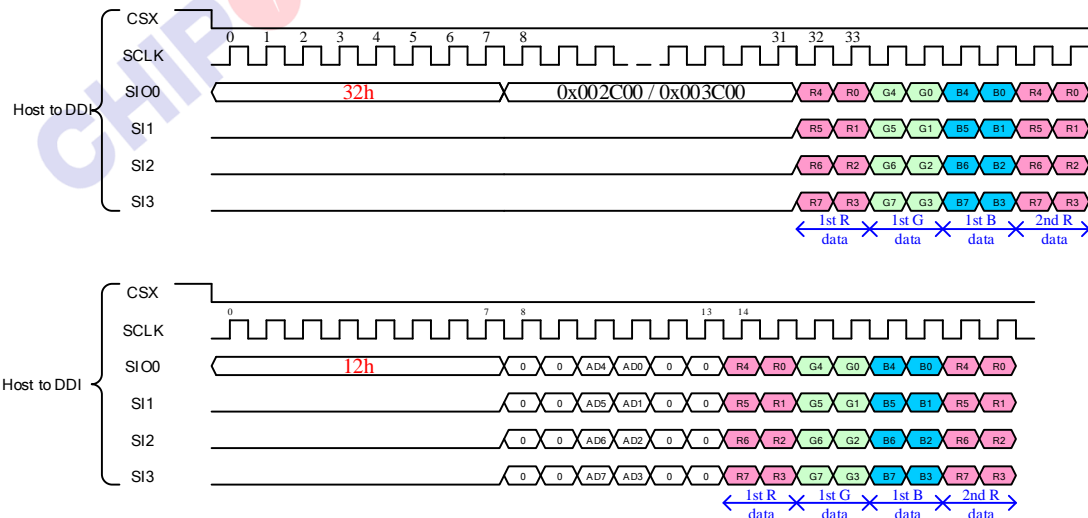 CHIP
CSX
0 1 2 3 4 5 6 7 8 31 32 33
SCLK
SIO0 32h 0x002C00 / 0x003C00 R4 R0 G4 G0 B4 B0 R4 R0
Host to DDI
SI1 R5 R1 G5 G1 B5 B1 R5 R1
SI2 R6 R2 G6 G2 B6 B2 R6 R2
SI3 R7 R3 G7 G3 B7 B3 R7 R3
1st R data 1st G data 1st B data 2nd R data
CSX
0 7 8 13 14
SCLK
SIO0 12h 0 0 AD4 AD0 0 0 R4 R0 G4 G0 B4 B0 R4 R0
Host to DDI
SI1 0 0 AD5 AD1 0 0 R5 R1 G5 G1 B5 B1 R5 R1
SI2 0 0 AD6 AD2 0 0 R6 R2 G6 G2 B6 B2 R6 R2
SI3 0 0 AD7 AD3 0 0 R7 R3 G7 G3 B7 B3 R7 R3
1st R data 1st G data 1st B data 2nd R data